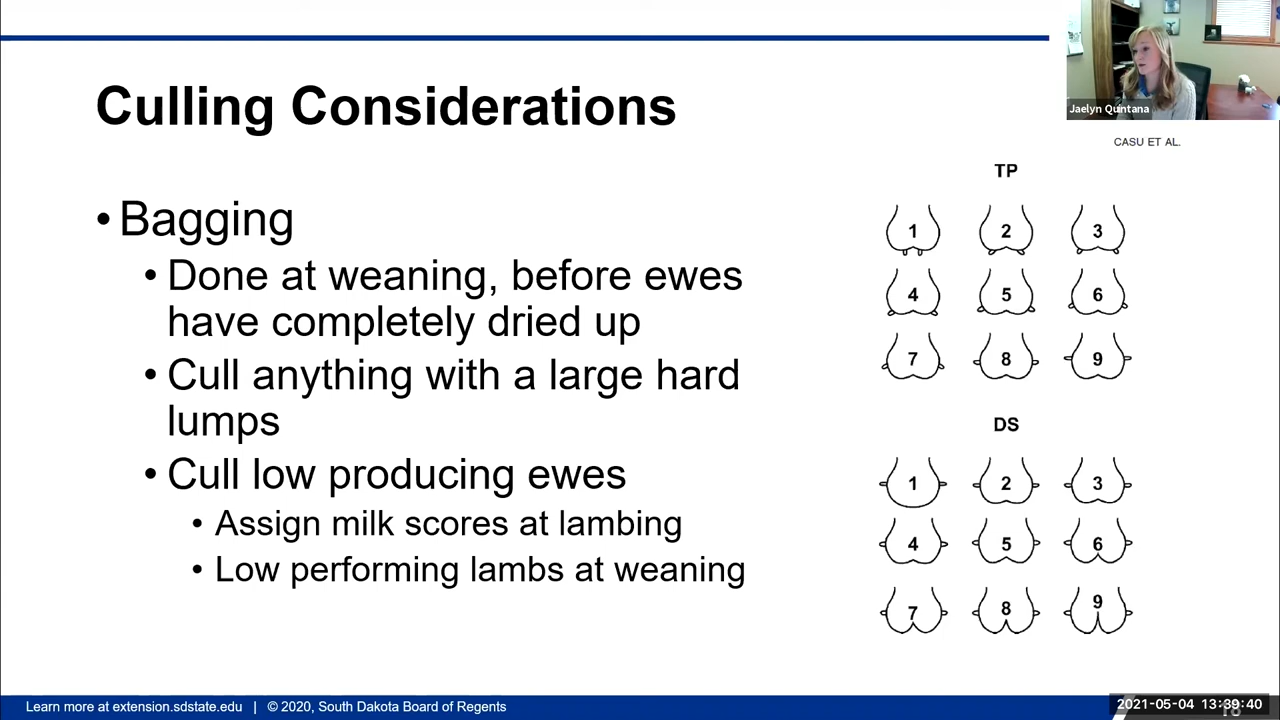 Culling Considerations
Jaelyn Quintana
CASU ET AL.
• Bagging
• Done at weaning, before ewes
have completely dried up
• Cull anything with a large hard
lumps
• Cull low producing ewes
• Assign milk scores at lambing
• Low performing lambs at weaning
TP
1 2 3
4 5 6
7 8 9
DS
1 2 3
4 5 6
7 8 9
Learn more at extension.sdstate.edu | © 2020, South Dakota Board of Regents
2021-05-04 13:39:40